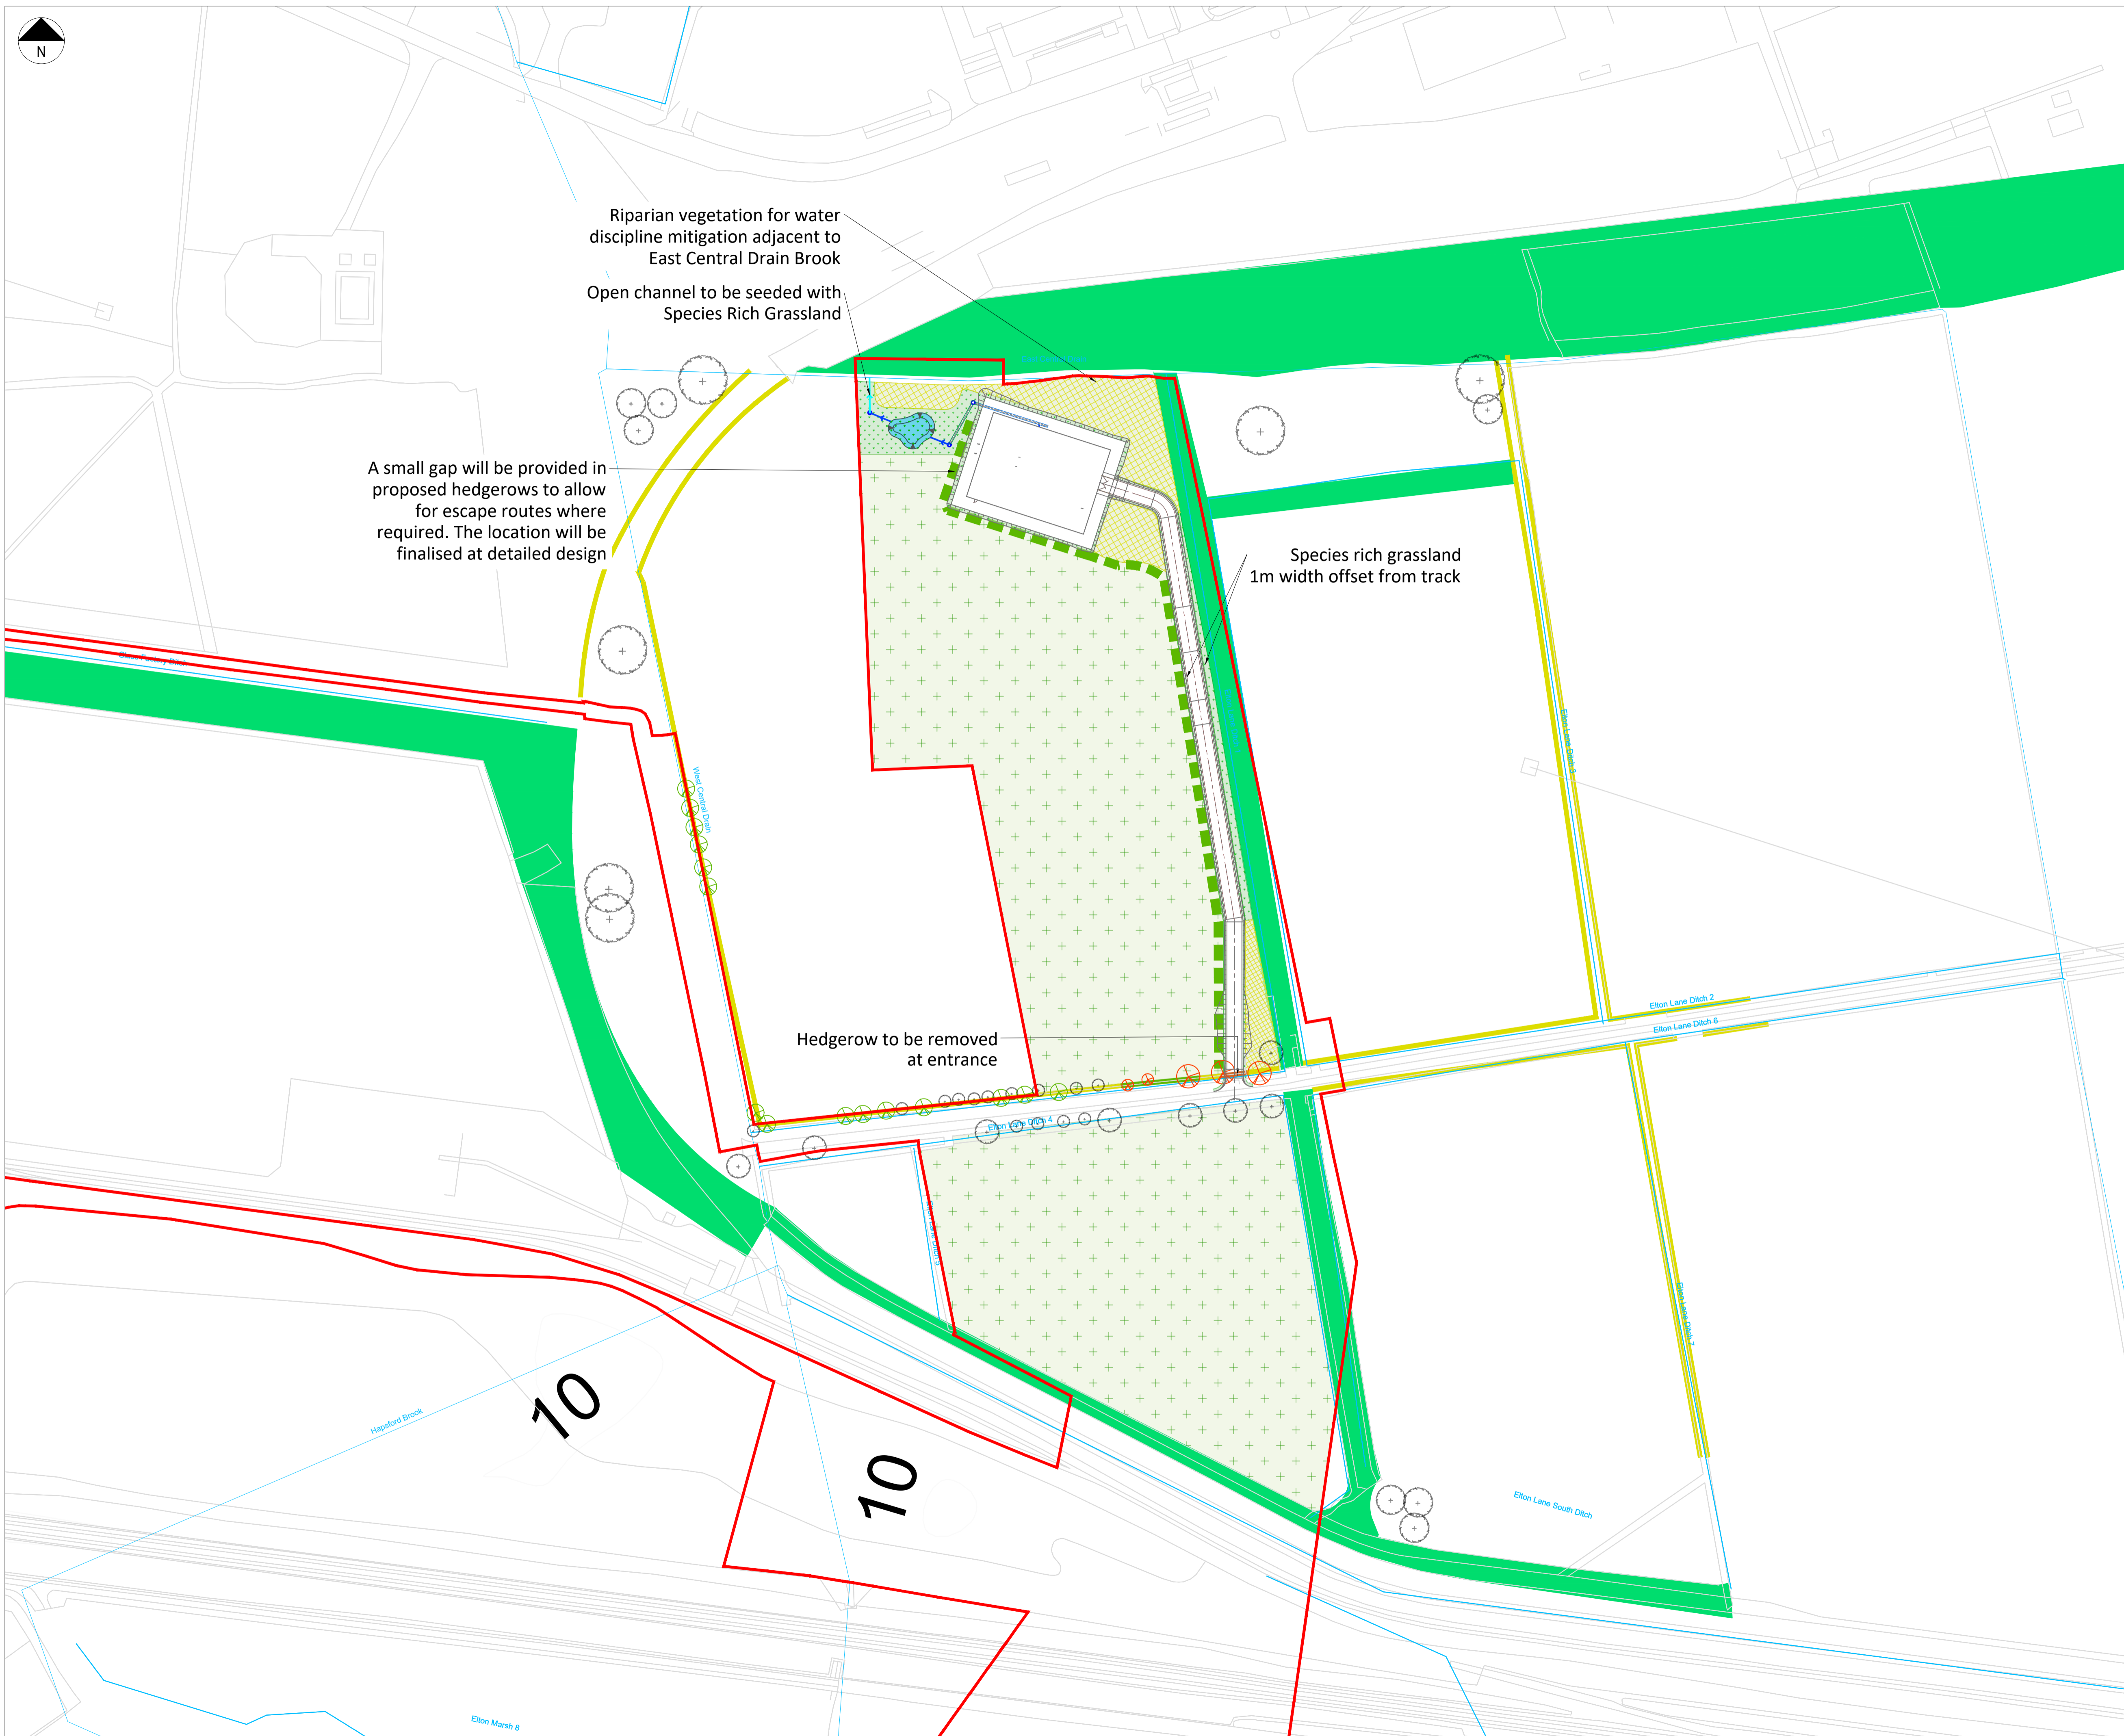 N
Riparian vegetation for water
discipline mitigation adjacent to
East Central Drain Brook
Open channel to be seeded with
Species Rich Grassland
A small gap will be provided in
proposed hedgerows to allow
for escape routes where
required. The location will be
finalised at detailed design
Species rich grassland
1m width offset from track
West Central Drain
Elton Lane Ditch 3
Hedgerow to be removed
at entrance
Elton Lane Ditch 2
Elton Lane Ditch 6
Elton Lane Ditch 4
Elton Lane Ditch 5
Elton Lane Ditch 7
10
10
Hapsford Brook
Elton Lane South Ditch
Elton Marsh 8